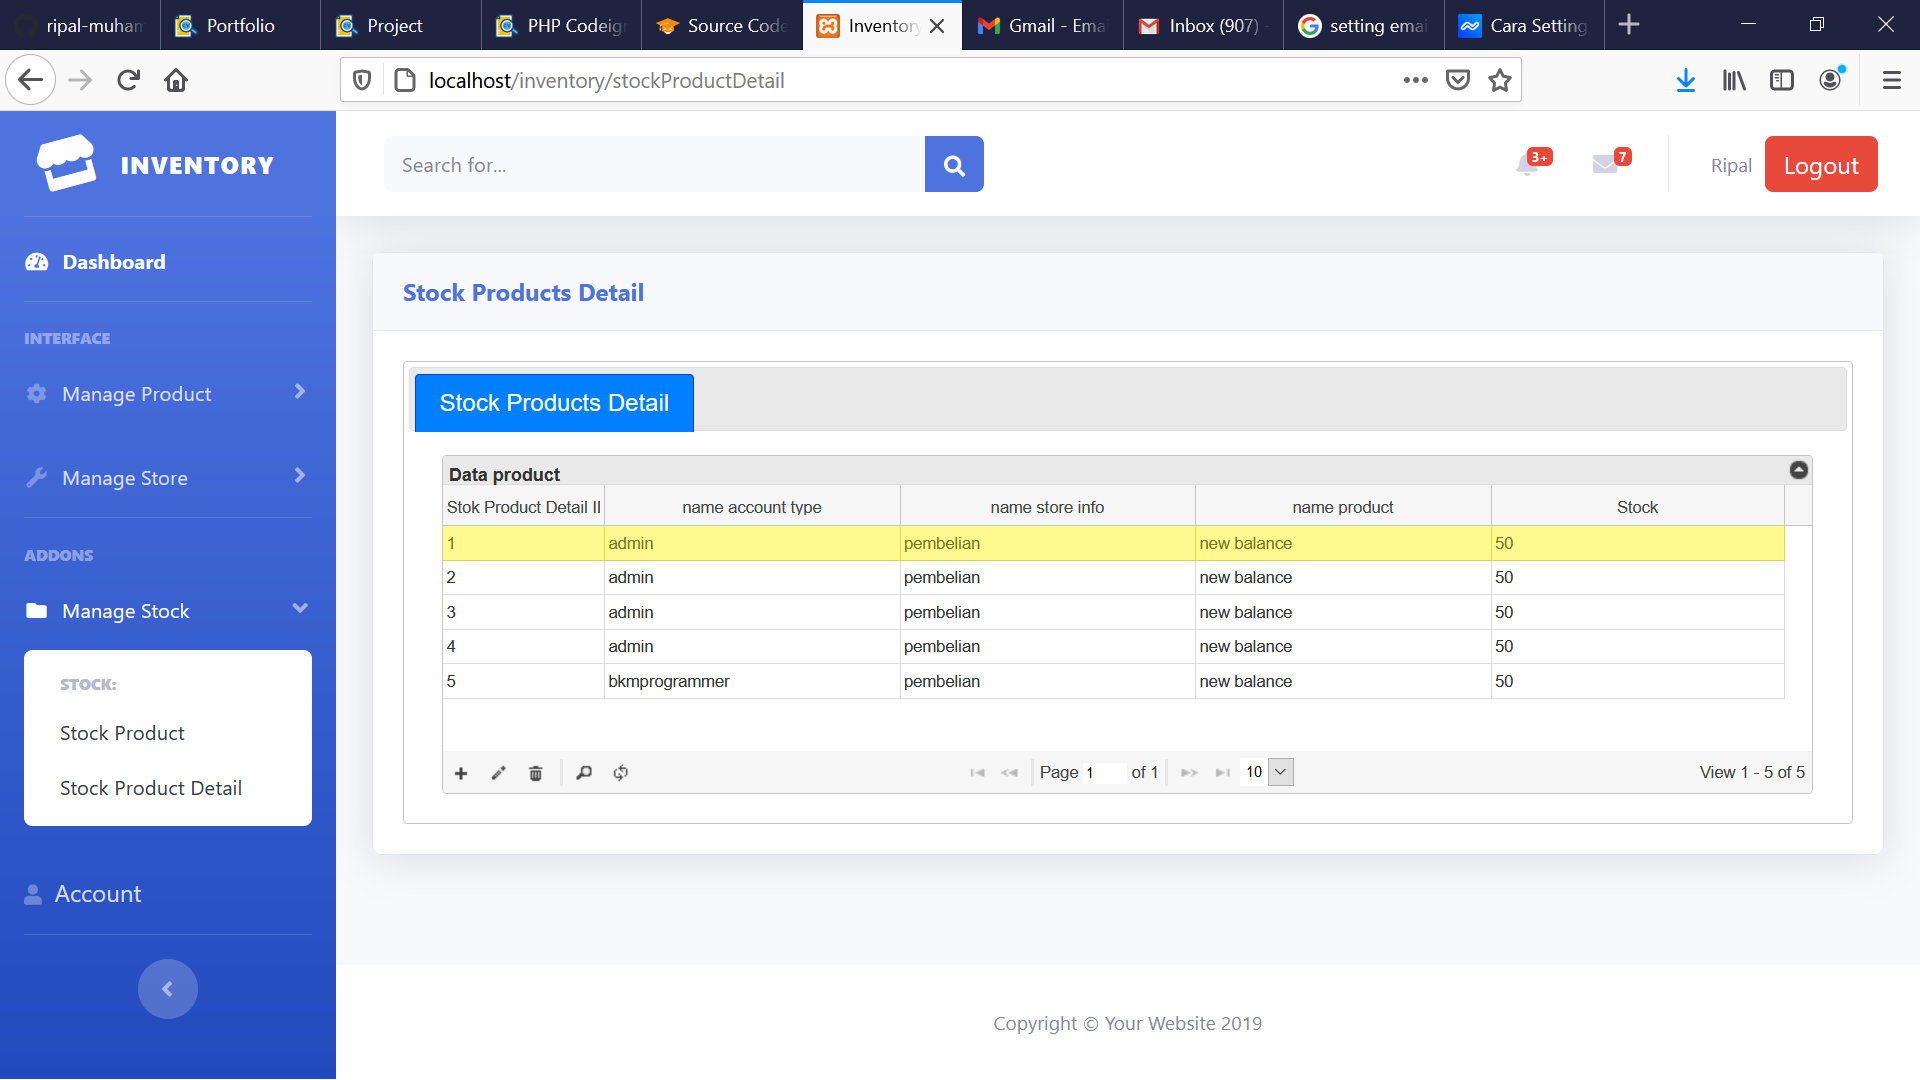 ripal-muham
Portfolio
Project
PHP Codeig
Source Code
Inventory
Gmail - Ema
Inbox (907) -
setting emai
Cara Setting
localhost/inventory/stockProductDetail
INVENTORY
Search for...
3+
7
Ripal
Logout
Dashboard
INTERFACE
Manage Product
Manage Store
ADDONS
Manage Stock
STOCK:
Stock Product
Stock Product Detail
Account
Stock Products Detail
Stock Products Detail
Data product
Stok Product Detail II name account type name store info name product Stock
1 admin pembelian new balance 50
2 admin pembelian new balance 50
3 admin pembelian new balance 50
4 admin pembelian new balance 50
5 bkmprogrammer pembelian new balance 50
Page 1 of 1 10 View 1 - 5 of 5
Copyright © Your Website 2019